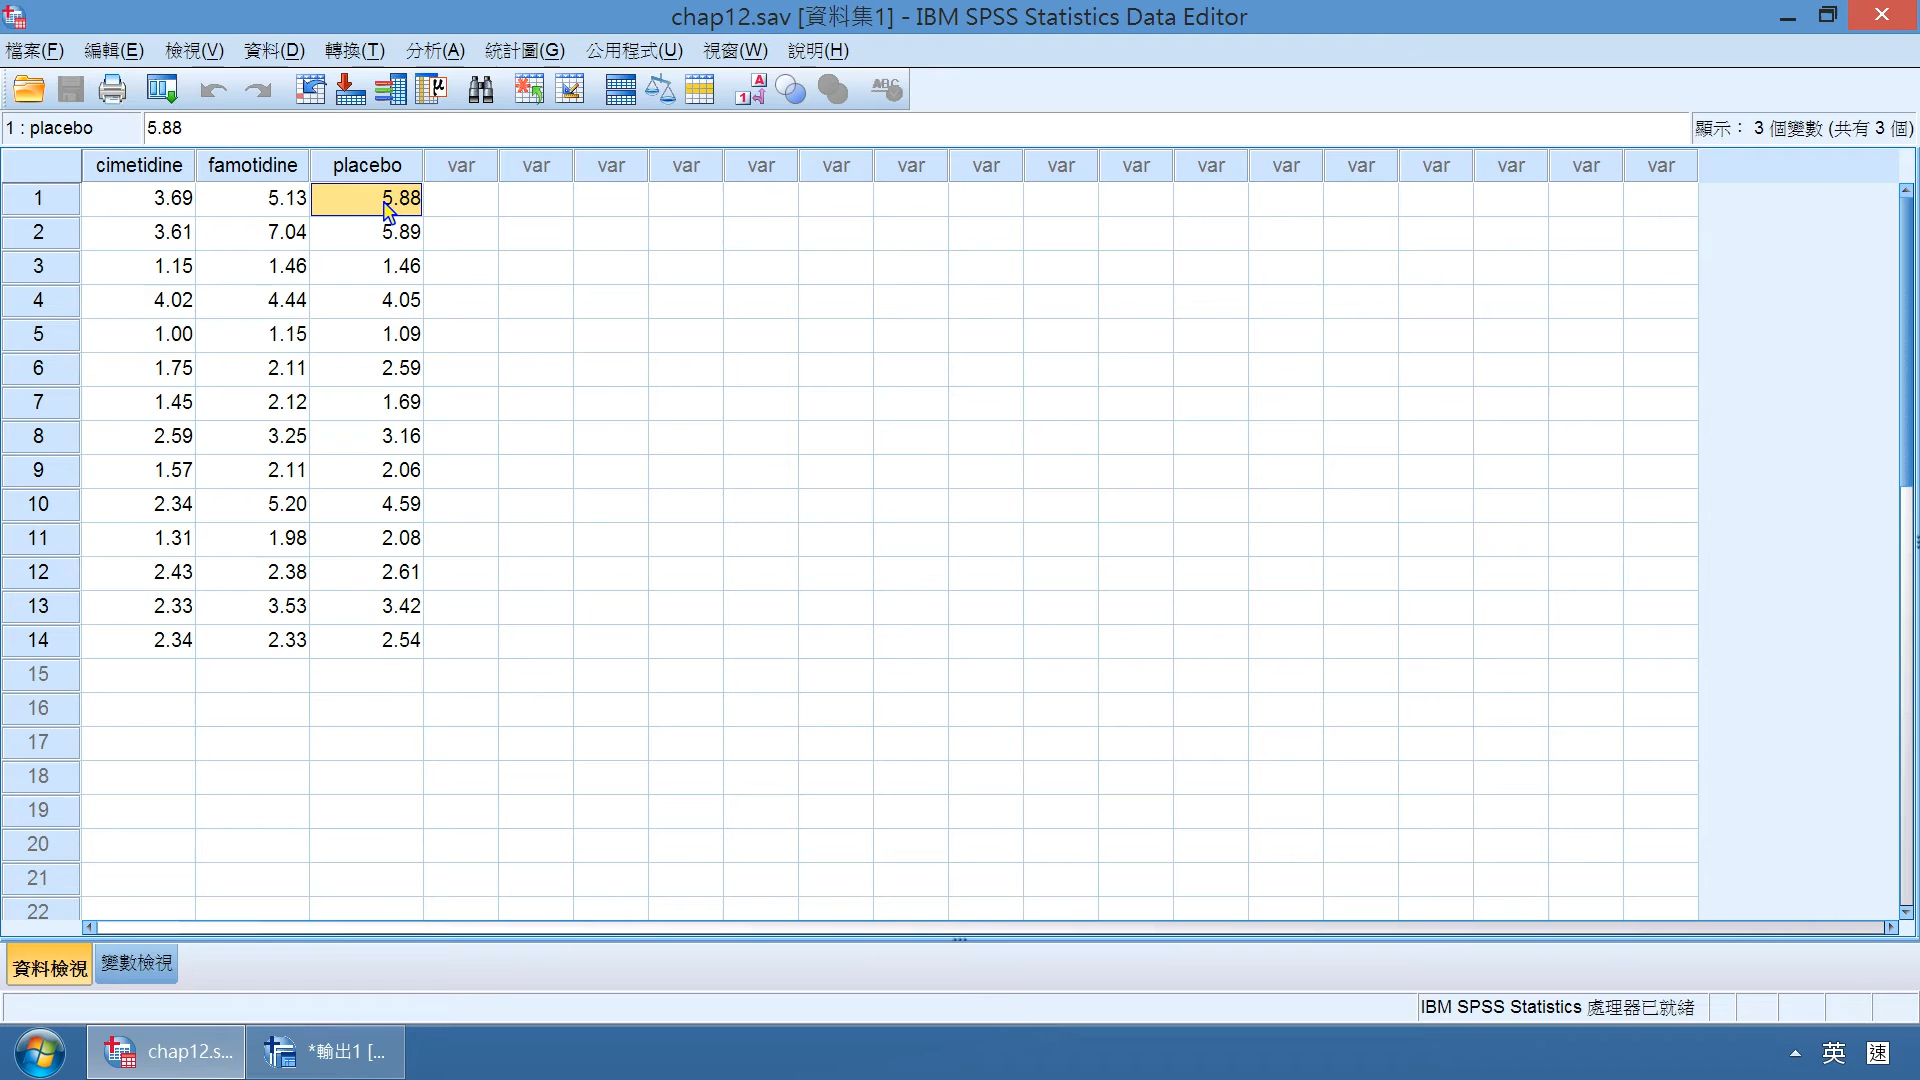 chap12.sav [資料集1] - IBM SPSS Statistics Data Editor
檔案(F) 編輯(E) 檢視(V) 資料(D) 轉換(T) 分析(A) 統計圖(G) 公用程式(U) 視窗(W) 說明(H)
1 : placebo 5.88 顯示： 3 個變數 (共有 3 個)
cimetidine famotidine placebo var var var var var var var var var var var var var var var var var
1 3.69 5.13 5.88
2 3.61 7.04 5.89
3 1.15 1.46 1.46
4 4.02 4.44 4.05
5 1.00 1.15 1.09
6 1.75 2.11 2.59
7 1.45 2.12 1.69
8 2.59 3.25 3.16
9 1.57 2.11 2.06
10 2.34 5.20 4.59
11 1.31 1.98 2.08
12 2.43 2.38 2.61
13 2.33 3.53 3.42
14 2.34 2.33 2.54
15
16
17
18
19
20
21
22
資料檢視 變數檢視
IBM SPSS Statistics 處理器已就緒
chap12.s... *輸出1 [... 英 速